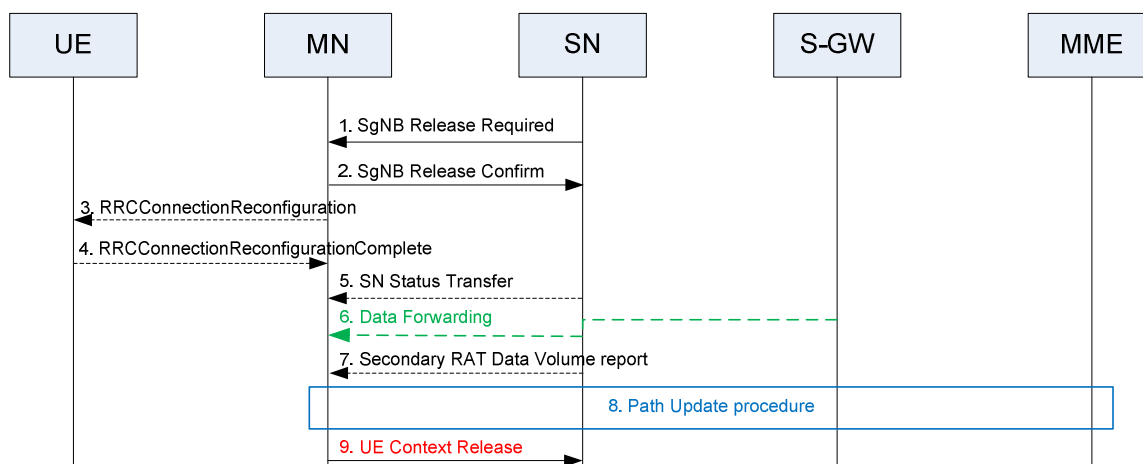 UE
MN
SN
S-GW
MME
1. SgNB Release Required
2. SgNB Release Confirm
3. RRCConnectionReconfiguration
4. RRCConnectionReconfigurationComplete
5. SN Status Transfer
6. Data Forwarding
7. Secondary RAT Data Volume report
8. Path Update procedure
9. UE Context Release